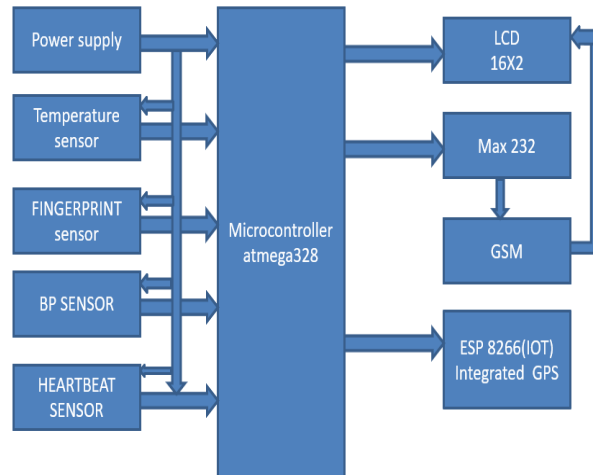 Power supply
Temperature
sensor
FINGERPRINT
sensor
BP SENSOR
HEARTBEAT
SENSOR
Microcontroller
atmega328
LCD
16X2
Max 232
GSM
ESP 8266(IOT)
Integrated GPS